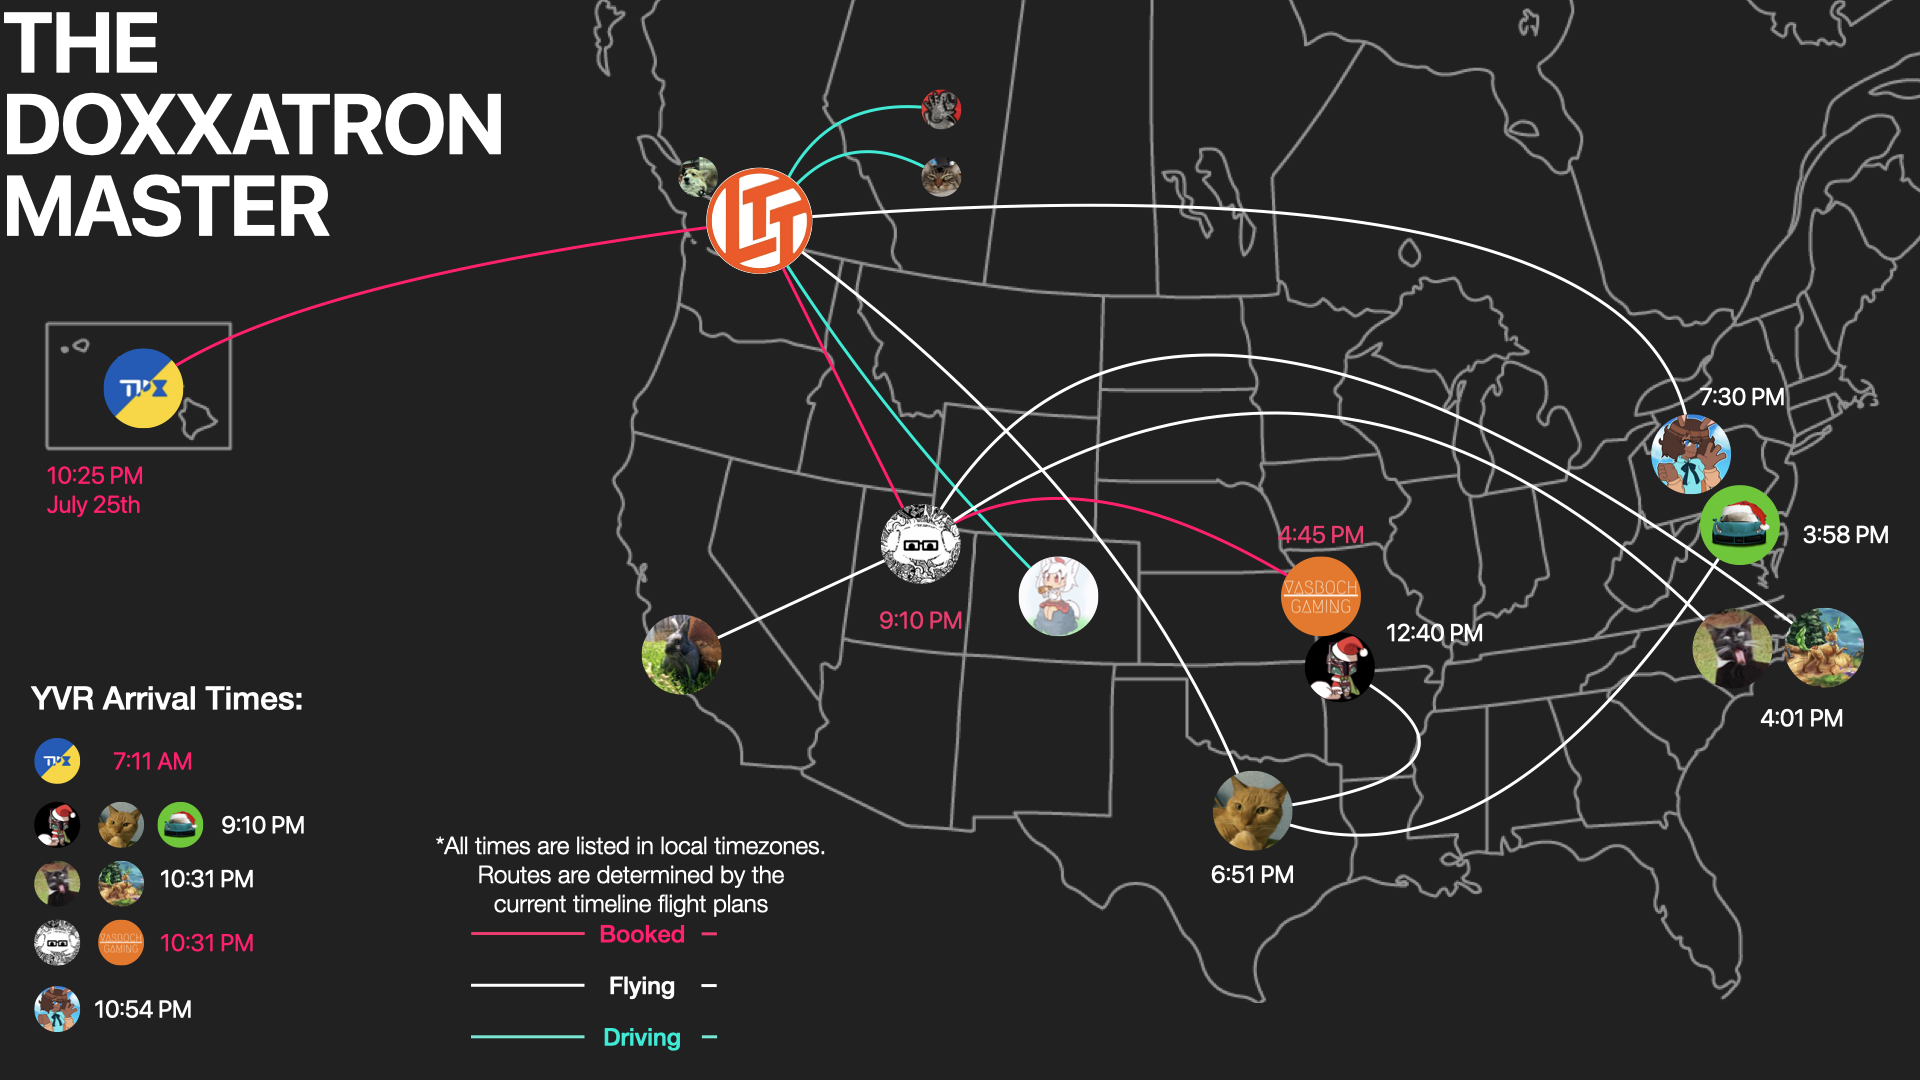 THE
DOXXATRON
MASTER
LTT
10:25 PM
July 25th
7:30 PM
3:58 PM
4:45 PM
VASBOCH
GAMING
9:10 PM
12:40 PM
4:01 PM
6:51 PM
YVR Arrival Times:
7:11 AM
9:10 PM
10:31 PM
VASBOCH
GAMING
10:31 PM
10:54 PM
*All times are listed in local timezones.
Routes are determined by the
current timeline flight plans
Booked
Flying
Driving